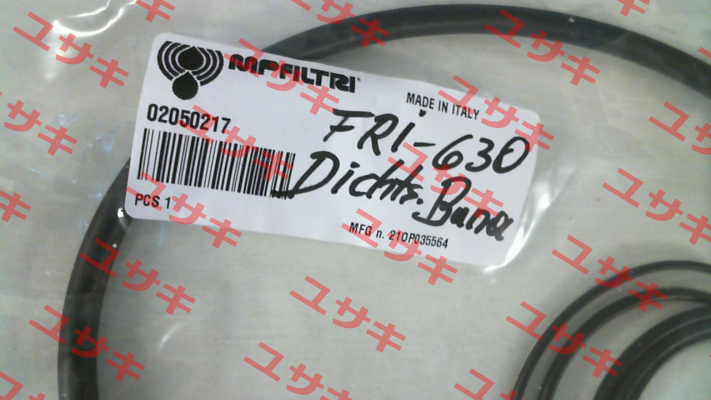 MPFILTRI®
MADE IN ITALY
02050217
FRI-630
Dichts. Buna
PCS 1
MFG n. 210P035564
ユサキ